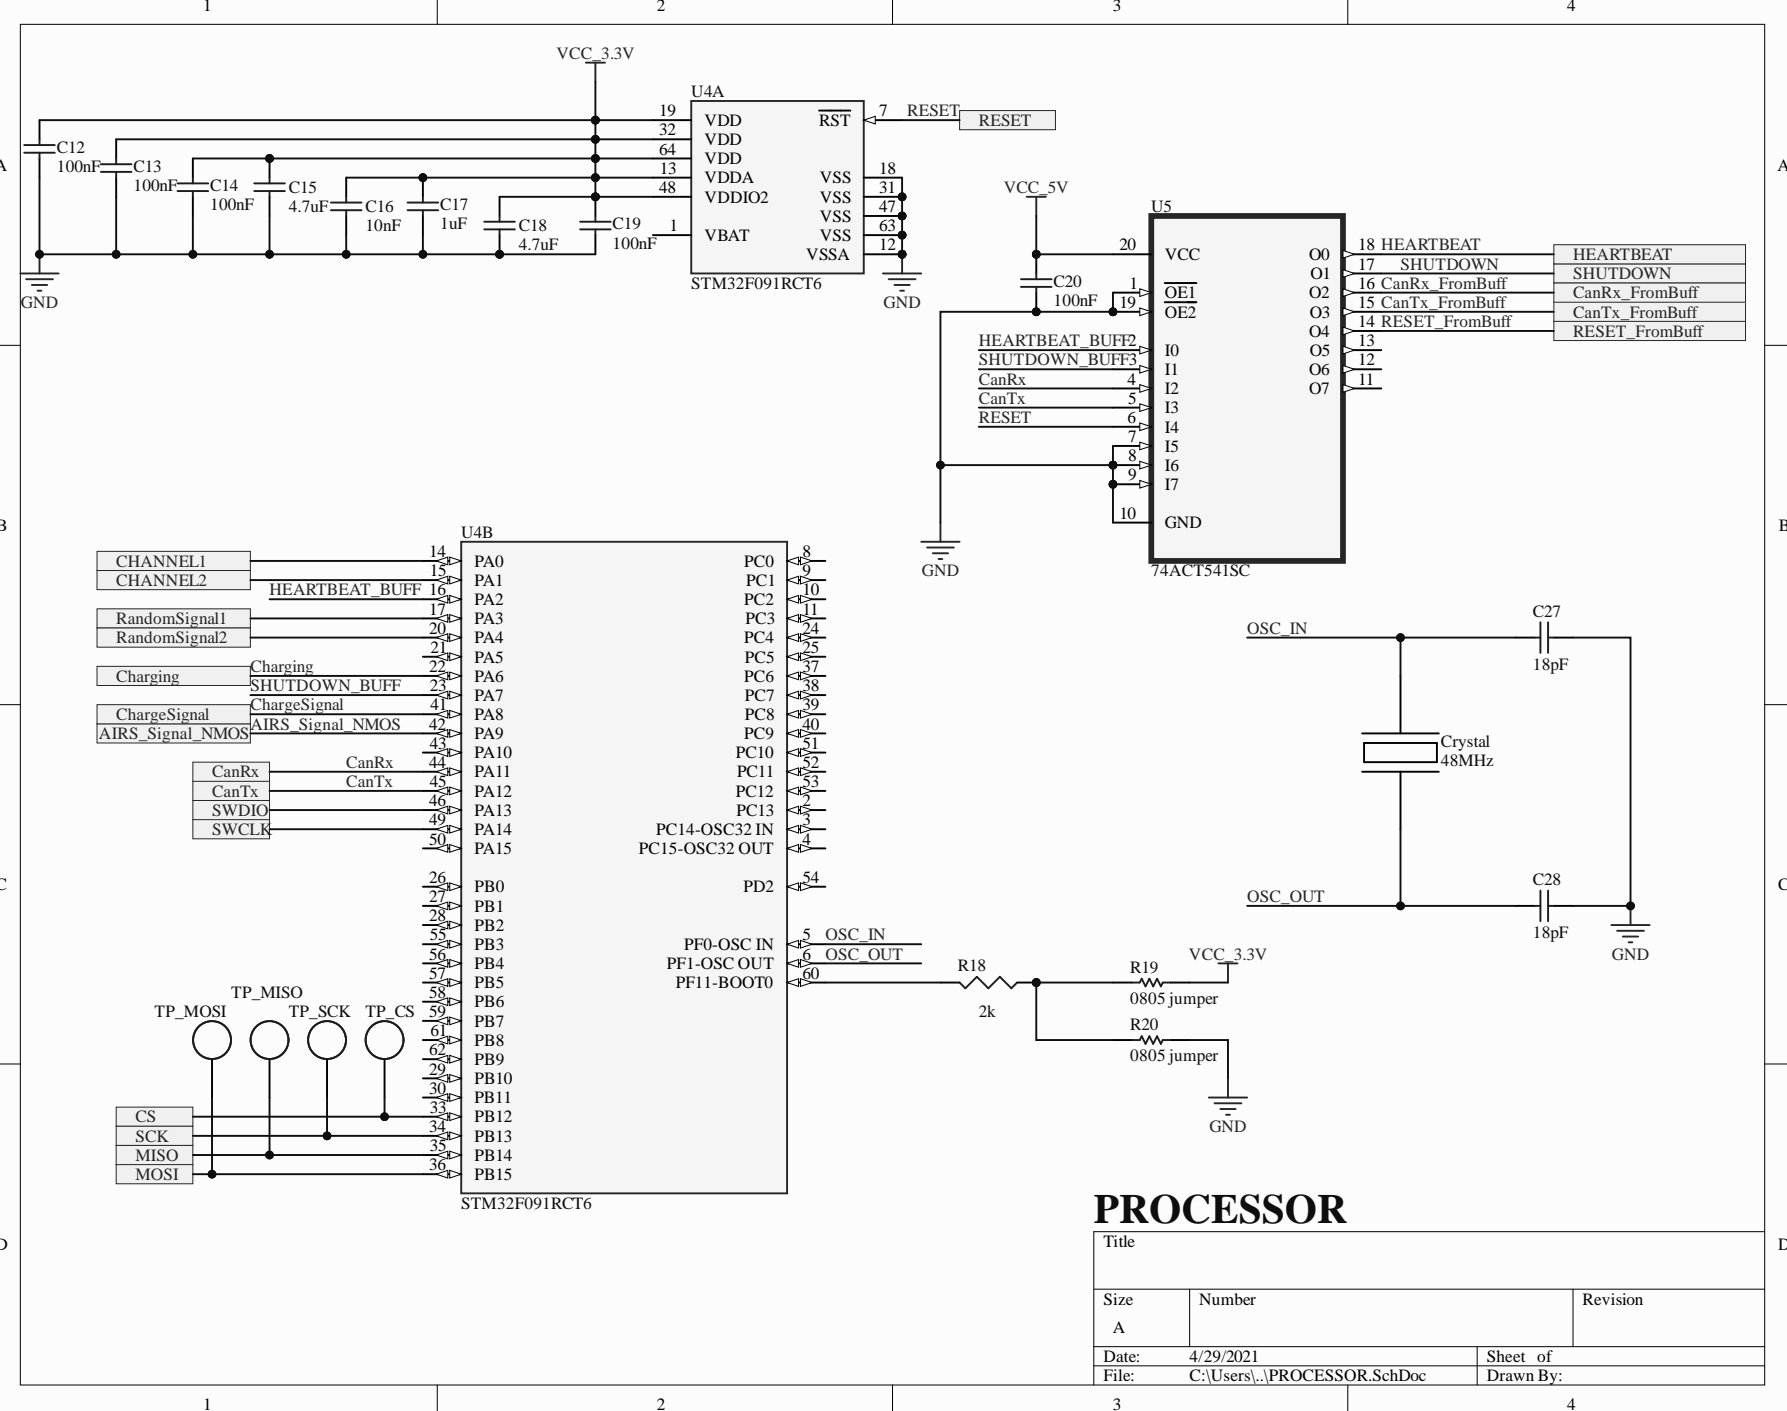 1 2 3 4
VCC_3.3V
U4A
19 VDD
32 VDD
64 VDD
13 VDDA
48 VDDIO2
1 VBAT
RST 7 RESET RESET
VSS 18
VSS 31
VSS 47
VSS 63
VSSA 12
STM32F091RCT6
GND
C12
100nF
C13
100nF
C14
100nF
C15
4.7uF
C16
10nF
C17
1uF
C18
4.7uF
C19
100nF
GND
A A
VCC_5V
U5
C20
100nF
20 VCC
1 OE1
19 OE2
HEARTBEAT_BUFF 2 I0
SHUTDOWN_BUFF 3 I1
CanRx 4 I2
CanTx 5 I3
RESET 6 I4
7 I5
8 I6
9 I7
10 GND
O0 18 HEARTBEAT HEARTBEAT
O1 17 SHUTDOWN SHUTDOWN
O2 16 CanRx_FromBuff CanRx_FromBuff
O3 15 CanTx_FromBuff CanTx_FromBuff
O4 14 RESET_FromBuff RESET_FromBuff
O5 13
O6 12
O7 11
74ACT541SC
GND
B B
U4B
CHANNEL1 14 PA0
CHANNEL2 15 PA1
HEARTBEAT_BUFF 16 PA2
RandomSignal1 17 PA3
RandomSignal2 20 PA4
21 PA5
Charging Charging 22 PA6
SHUTDOWN_BUFF 23 PA7
ChargeSignal ChargeSignal 41 PA8
AIRS_Signal_NMOS AIRS_Signal_NMOS 42 PA9
43 PA10
CanRx CanRx 44 PA11
CanTx CanTx 45 PA12
SWDIO 46 PA13
SWCLK 49 PA14
50 PA15
26 PB0
27 PB1
28 PB2
55 PB3
56 PB4
57 PB5
58 PB6
59 PB7
61 PB8
62 PB9
29 PB10
30 PB11
CS 33 PB12
SCK 34 PB13
MISO 35 PB14
MOSI 36 PB15
TP_MOSI TP_MISO TP_SCK TP_CS
PC0 8
PC1 9
PC2 10
PC3 11
PC4 24
PC5 25
PC6 37
PC7 38
PC8 39
PC9 40
PC10 51
PC11 52
PC12 53
PC13 2
PC14-OSC32 IN 3
PC15-OSC32 OUT 4
PD2 54
PF0-OSC IN 5 OSC_IN
PF1-OSC OUT 6 OSC_OUT
PF11-BOOT0 60
STM32F091RCT6
R18
2k
R19
0805 jumper
VCC_3.3V
R20
0805 jumper
GND
OSC_IN
C27
18pF
Crystal
48MHz
OSC_OUT
C28
18pF
GND
C C
PROCESSOR
Title
Size
A
Number
Revision
Date: 4/29/2021 Sheet of
File: C:\Users\..\PROCESSOR.SchDoc Drawn By:
D D
1 2 3 4